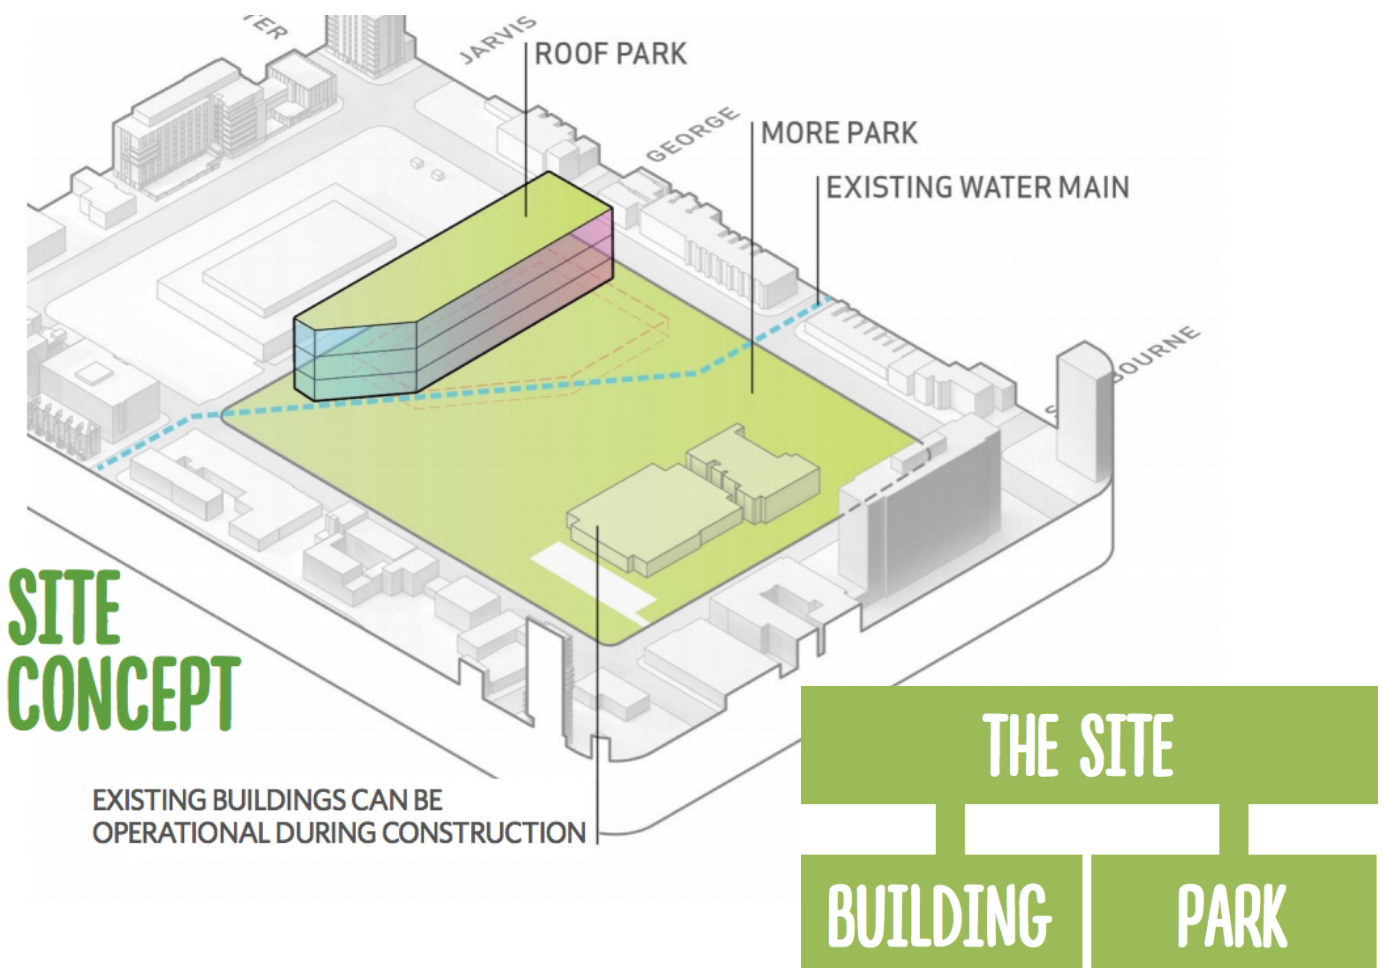 JARVIS
ROOF PARK
GEORGE
MORE PARK
EXISTING WATER MAIN
SITE
CONCEPT
EXISTING BUILDINGS CAN BE
OPERATIONAL DURING CONSTRUCTION
THE SITE
BUILDING
PARK